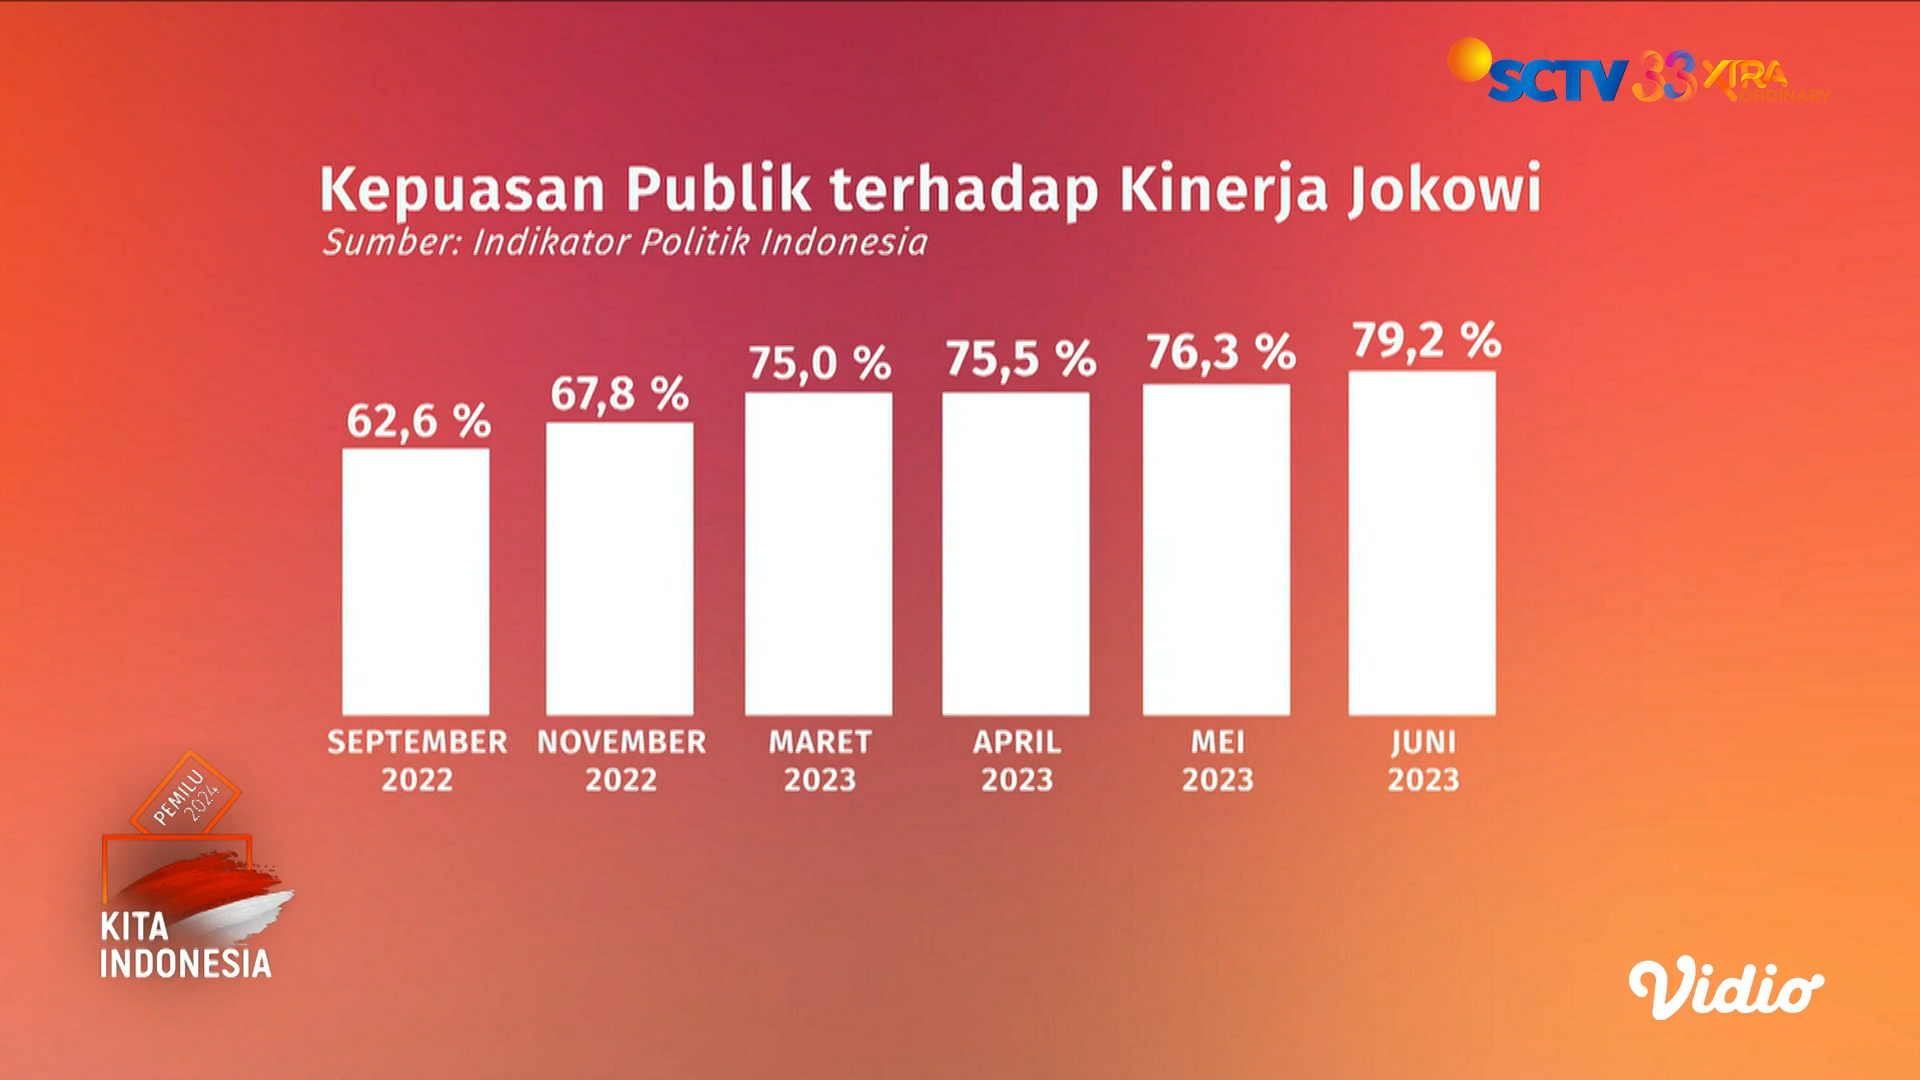 SCTV 33 XTRA
ORDINARY
Kepuasan Publik terhadap Kinerja Jokowi
Sumber: Indikator Politik Indonesia
62,6 %
67,8 %
75,0 %
75,5 %
76,3 %
79,2 %
SEPTEMBER
2022
NOVEMBER
2022
MARET
2023
APRIL
2023
MEI
2023
JUNI
2023
PEMILU
2024
KITA
INDONESIA
Vidio